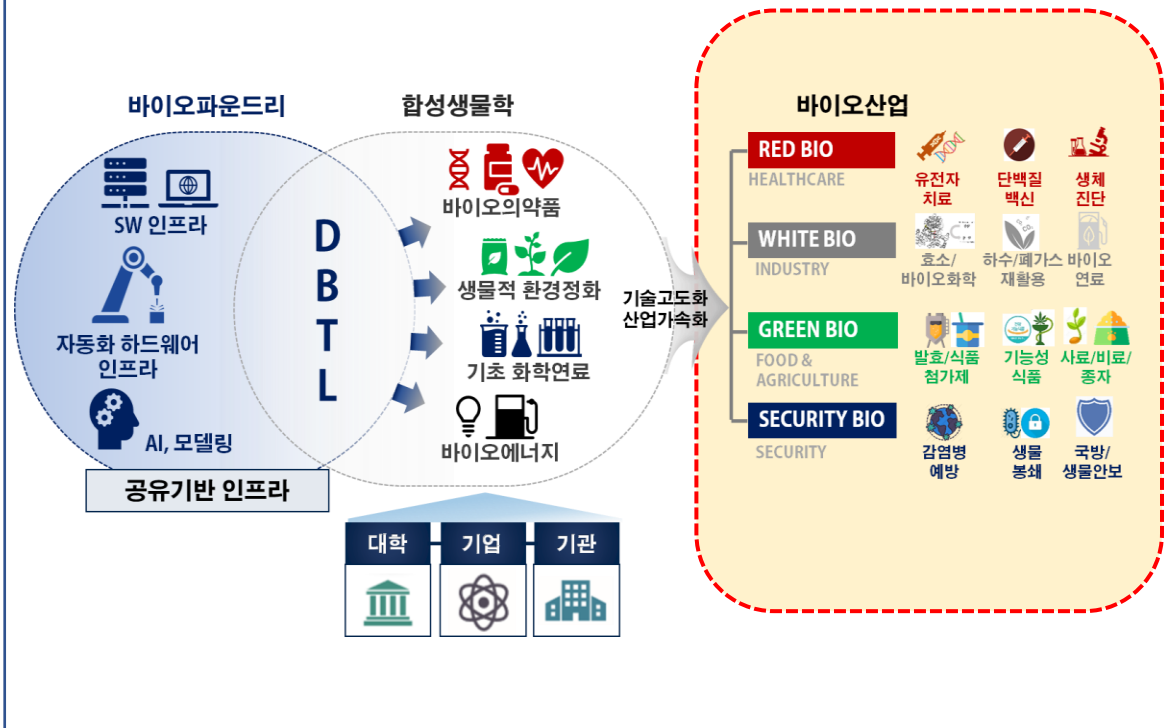 바이오파운드리
합성생물학
바이오산업
SW 인프라
자동화 하드웨어
인프라
AI, 모델링
공유기반 인프라
D
B
T
L
바이오의약품
생물적 환경정화
기초 화학연료
바이오에너지
대학
기업
기관
기술고도화
산업가속화
RED BIO
HEALTHCARE
유전자
치료
단백질
백신
생체
진단
WHITE BIO
INDUSTRY
효소/
바이오화학
하수/폐가스
재활용
바이오
연료
GREEN BIO
FOOD &
AGRICULTURE
발효/식품
첨가제
기능성
식품
사료/비료/
종자
SECURITY BIO
SECURITY
감염병
예방
생물
봉쇄
국방/
생물안보